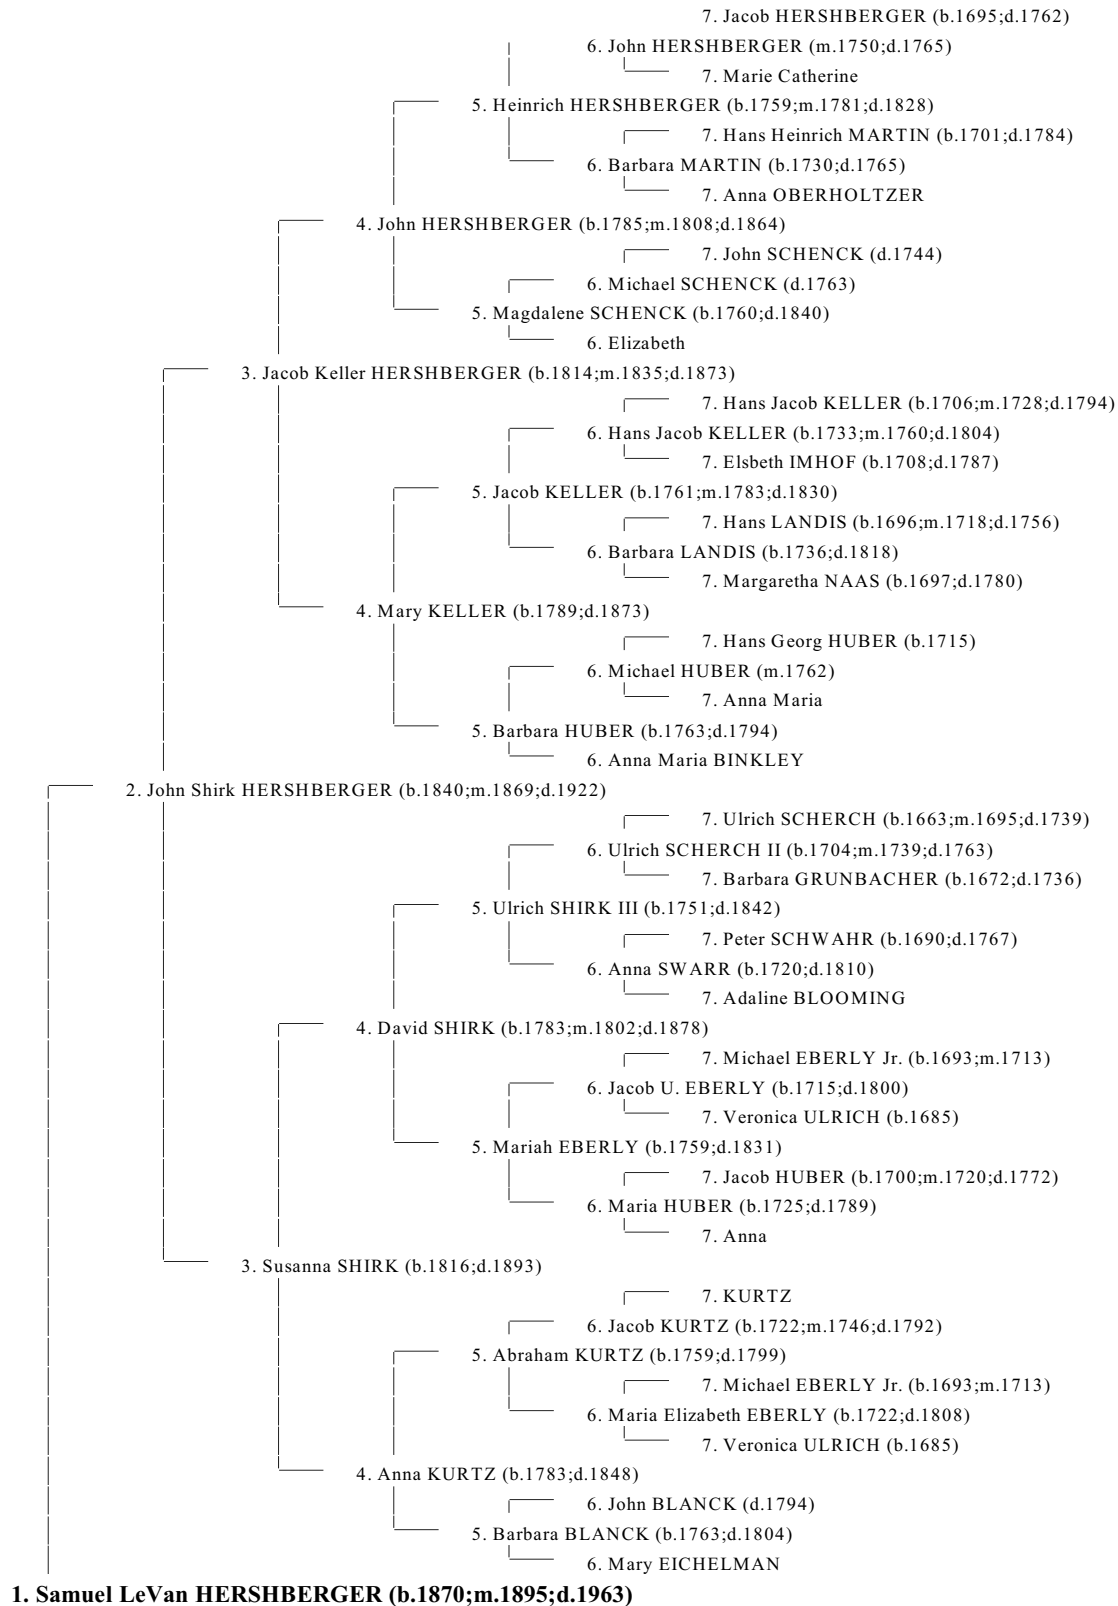 7. Jacob HERSHBERGER (b.1695;d.1762)
6. John HERSHBERGER (m.1750;d.1765)
7. Marie Catherine
5. Heinrich HERSHBERGER (b.1759;m.1781;d.1828)
7. Hans Heinrich MARTIN (b.1701;d.1784)
6. Barbara MARTIN (b.1730;d.1765)
7. Anna OBERHOLTZER
4. John HERSHBERGER (b.1785;m.1808;d.1864)
7. John SCHENCK (d.1744)
6. Michael SCHENCK (d.1763)
5. Magdalene SCHENCK (b.1760;d.1840)
6. Elizabeth
3. Jacob Keller HERSHBERGER (b.1814;m.1835;d.1873)
7. Hans Jacob KELLER (b.1706;m.1728;d.1794)
6. Hans Jacob KELLER (b.1733;m.1760;d.1804)
7. Elsbeth IMHOF (b.1708;d.1787)
5. Jacob KELLER (b.1761;m.1783;d.1830)
7. Hans LANDIS (b.1696;m.1718;d.1756)
6. Barbara LANDIS (b.1736;d.1818)
7. Margaretha NAAS (b.1697;d.1780)
4. Mary KELLER (b.1789;d.1873)
7. Hans Georg HUBER (b.1715)
6. Michael HUBER (m.1762)
7. Anna Maria
5. Barbara HUBER (b.1763;d.1794)
6. Anna Maria BINKLEY
2. John Shirk HERSHBERGER (b.1840;m.1869;d.1922)
7. Ulrich SCHERCH (b.1663;m.1695;d.1739)
6. Ulrich SCHERCH II (b.1704;m.1739;d.1763)
7. Barbara GRUNBACHER (b.1672;d.1736)
5. Ulrich SHIRK III (b.1751;d.1842)
7. Peter SCHWAHR (b.1690;d.1767)
6. Anna SWARR (b.1720;d.1810)
7. Adaline BLOOMING
4. David SHIRK (b.1783;m.1802;d.1878)
7. Michael EBERLY Jr. (b.1693;m.1713)
6. Jacob U. EBERLY (b.1715;d.1800)
7. Veronica ULRICH (b.1685)
5. Mariah EBERLY (b.1759;d.1831)
7. Jacob HUBER (b.1700;m.1720;d.1772)
6. Maria HUBER (b.1725;d.1789)
7. Anna
3. Susanna SHIRK (b.1816;d.1893)
7. KURTZ
6. Jacob KURTZ (b.1722;m.1746;d.1792)
5. Abraham KURTZ (b.1759;d.1799)
7. Michael EBERLY Jr. (b.1693;m.1713)
6. Maria Elizabeth EBERLY (b.1722;d.1808)
7. Veronica ULRICH (b.1685)
4. Anna KURTZ (b.1783;d.1848)
6. John BLANCK (d.1794)
5. Barbara BLANCK (b.1763;d.1804)
6. Mary EICHELMAN
1. Samuel LeVan HERSHBERGER (b.1870;m.1895;d.1963)